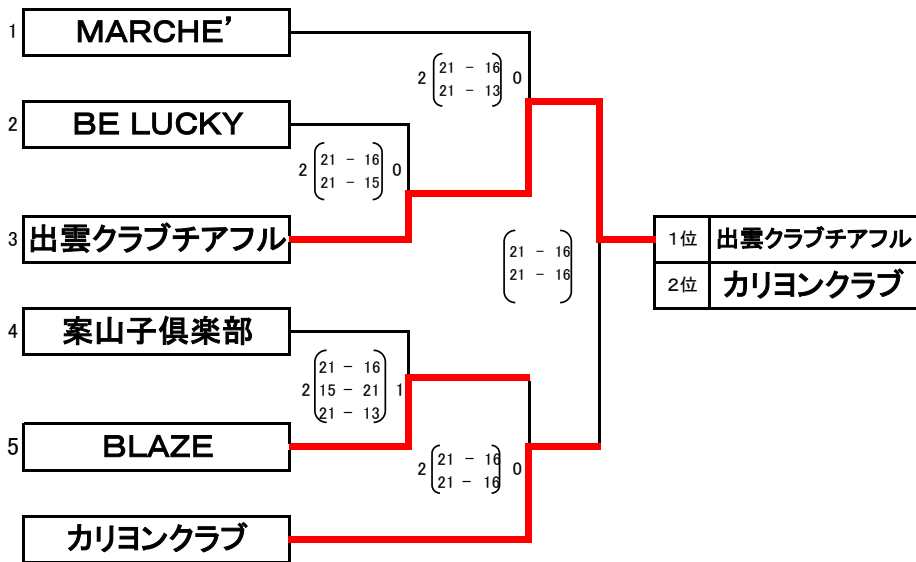 1 MARCHE’
2 21 - 16 0
21 - 13
2 BE LUCKY
2 21 - 16 0
21 - 15
3 出雲クラブチアフル
1位 出雲クラブチアフル
21 - 16
21 - 16
2位 カリヨンクラブ
4 案山子倶楽部
21 - 16
2 15 - 21 1
21 - 13
5 BLAZE
2 21 - 16 0
21 - 16
カリヨンクラブ